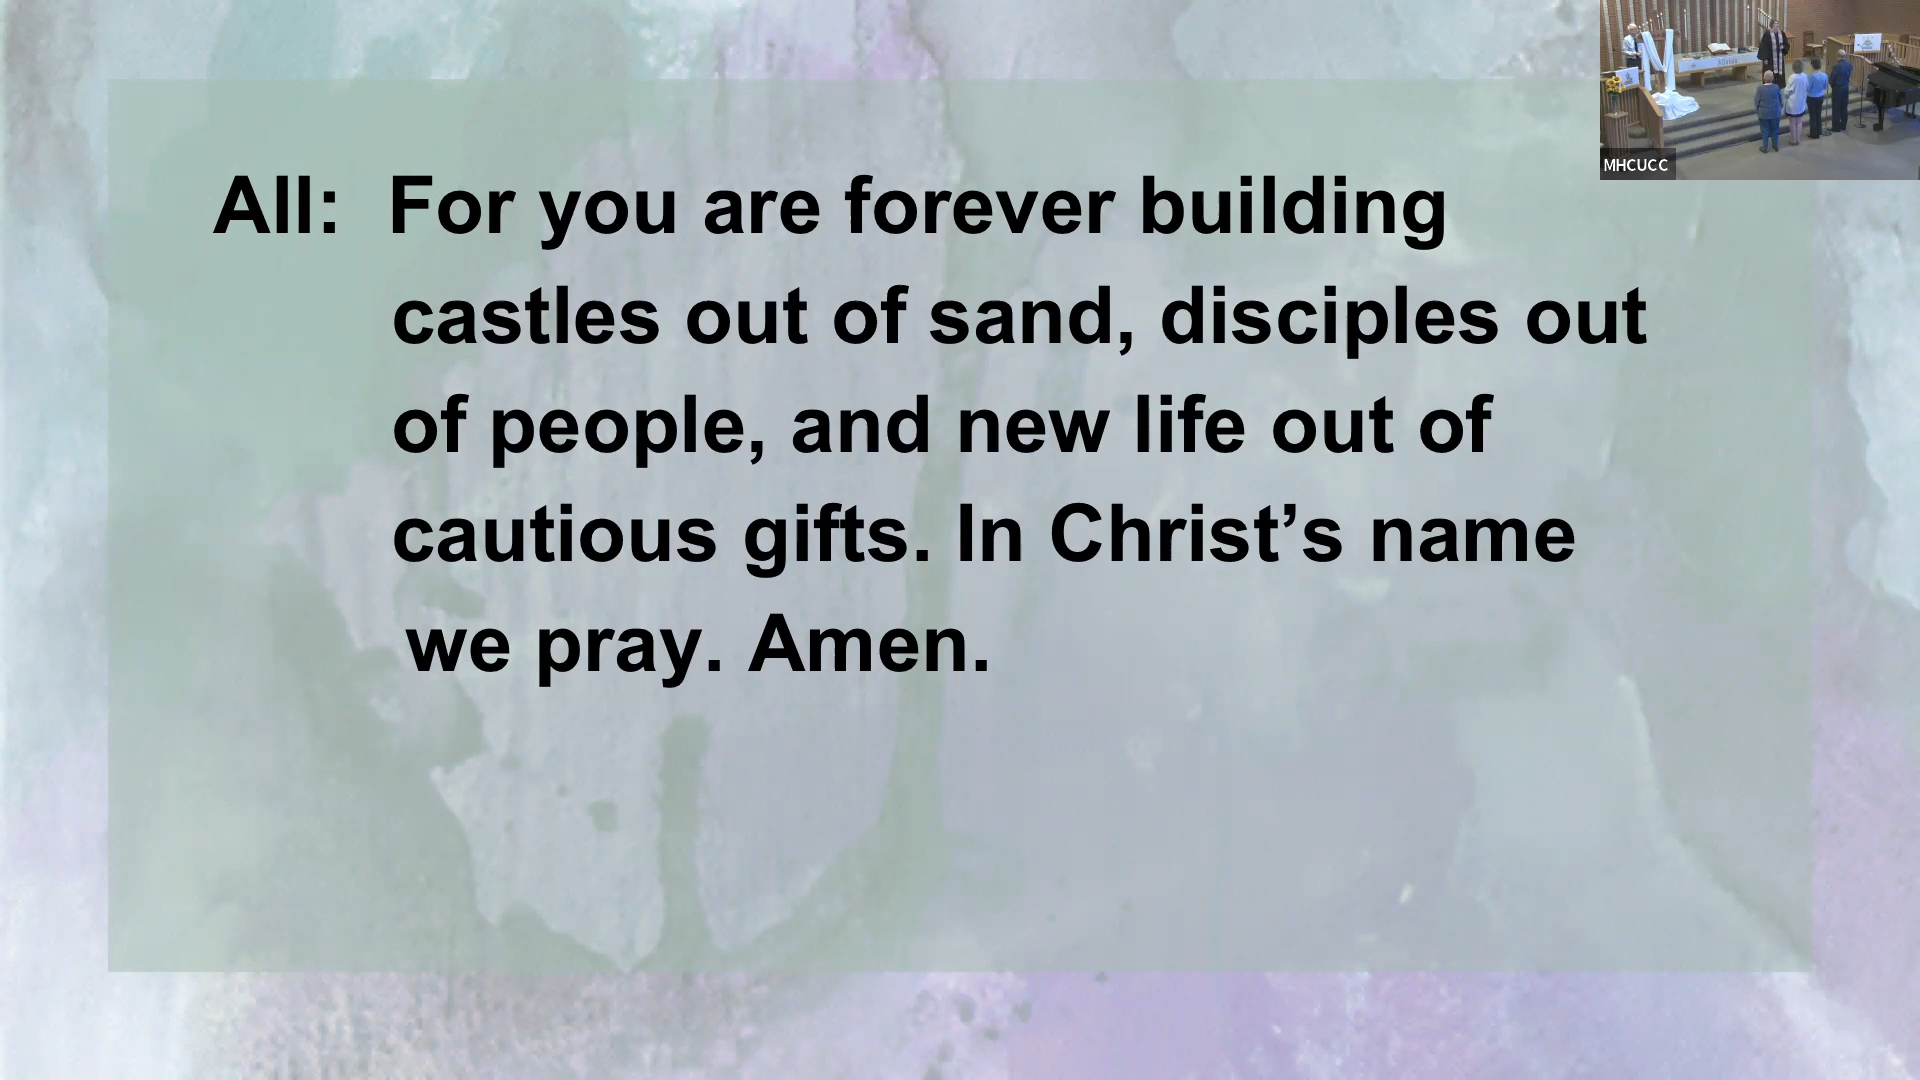 All: For you are forever building
castles out of sand, disciples out
of people, and new life out of
cautious gifts. In Christ’s name
we pray. Amen.
MHCUCC